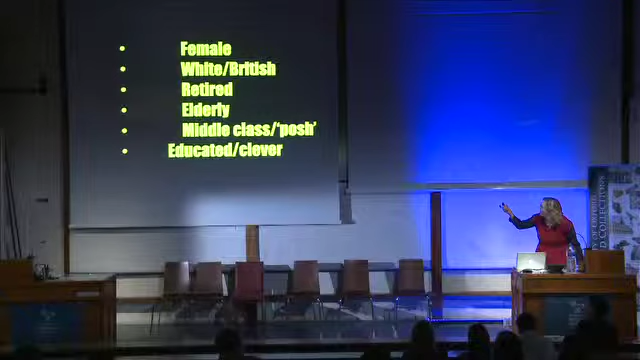 • Female
• White/British
• Retired
• Elderly
• Middle class/‘posh’
• Educated/clever